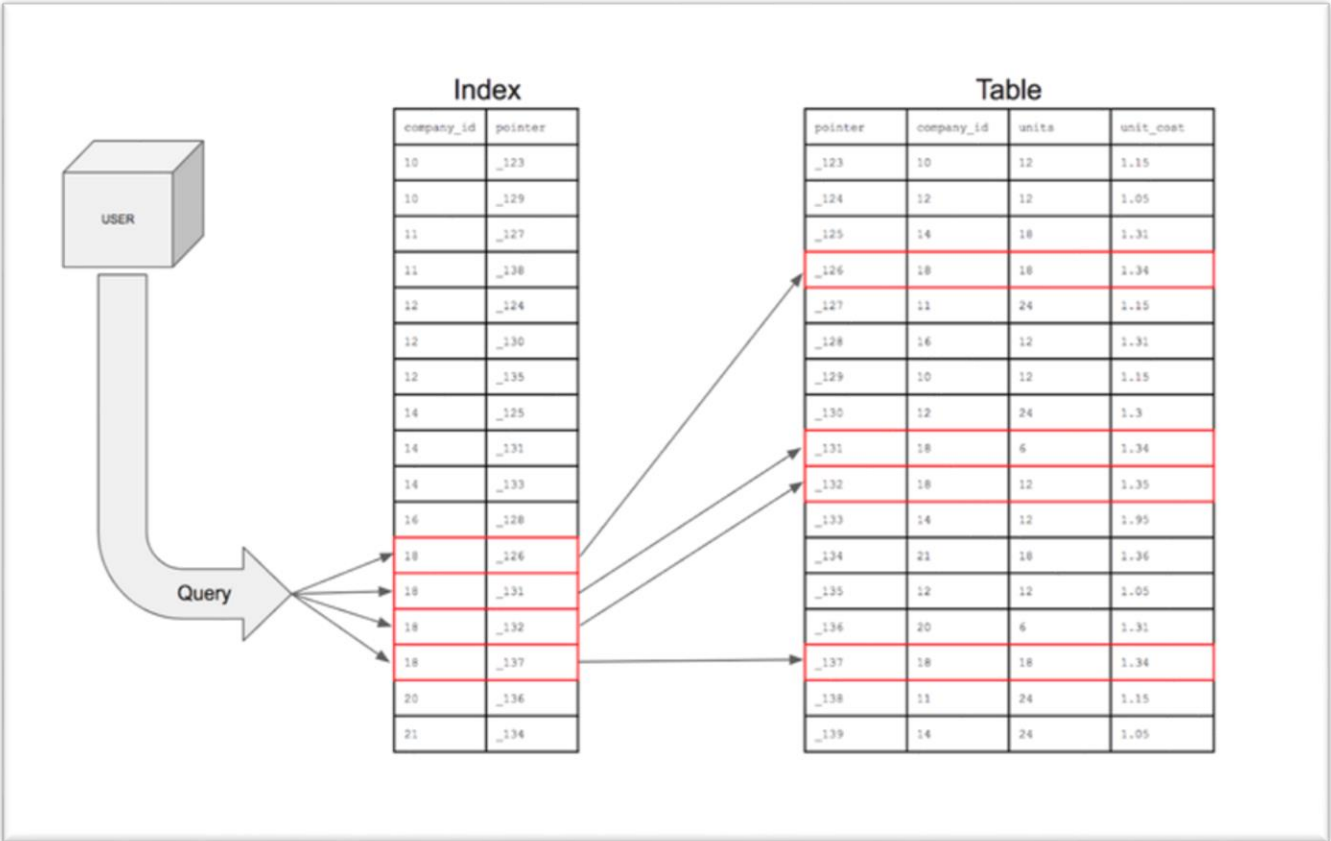 Index
Table
company_id pointer
pointer company_id units unit_cost
10 _123
_123 10 12 1.15
10 _129
_124 12 12 1.05
11 _127
_125 14 18 1.31
11 _138
_126 18 18 1.34
12 _124
_127 11 24 1.15
12 _130
_128 16 12 1.31
12 _135
_129 10 12 1.15
14 _125
_130 12 24 1.3
14 _131
_131 18 6 1.34
14 _133
_132 18 12 1.35
16 _128
_133 14 12 1.95
18 _126
_134 21 18 1.36
18 _131
_135 12 12 1.05
18 _132
_136 20 6 1.31
18 _137
_137 18 18 1.34
20 _136
_138 11 24 1.15
21 _134
_139 14 24 1.05
USER
Query